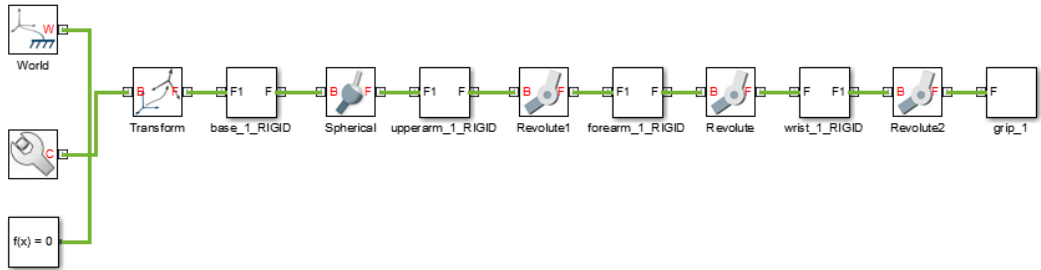 W
World
B F
F1 F
B F
F1 F
B F
F1 F
B F
F F1
B F
F
Transform
base_1_RIGID
Spherical
upperarm_1_RIGID
Revolute1
forearm_1_RIGID
Revolute
wrist_1_RIGID
Revolute2
grip_1
C
f(x) = 0